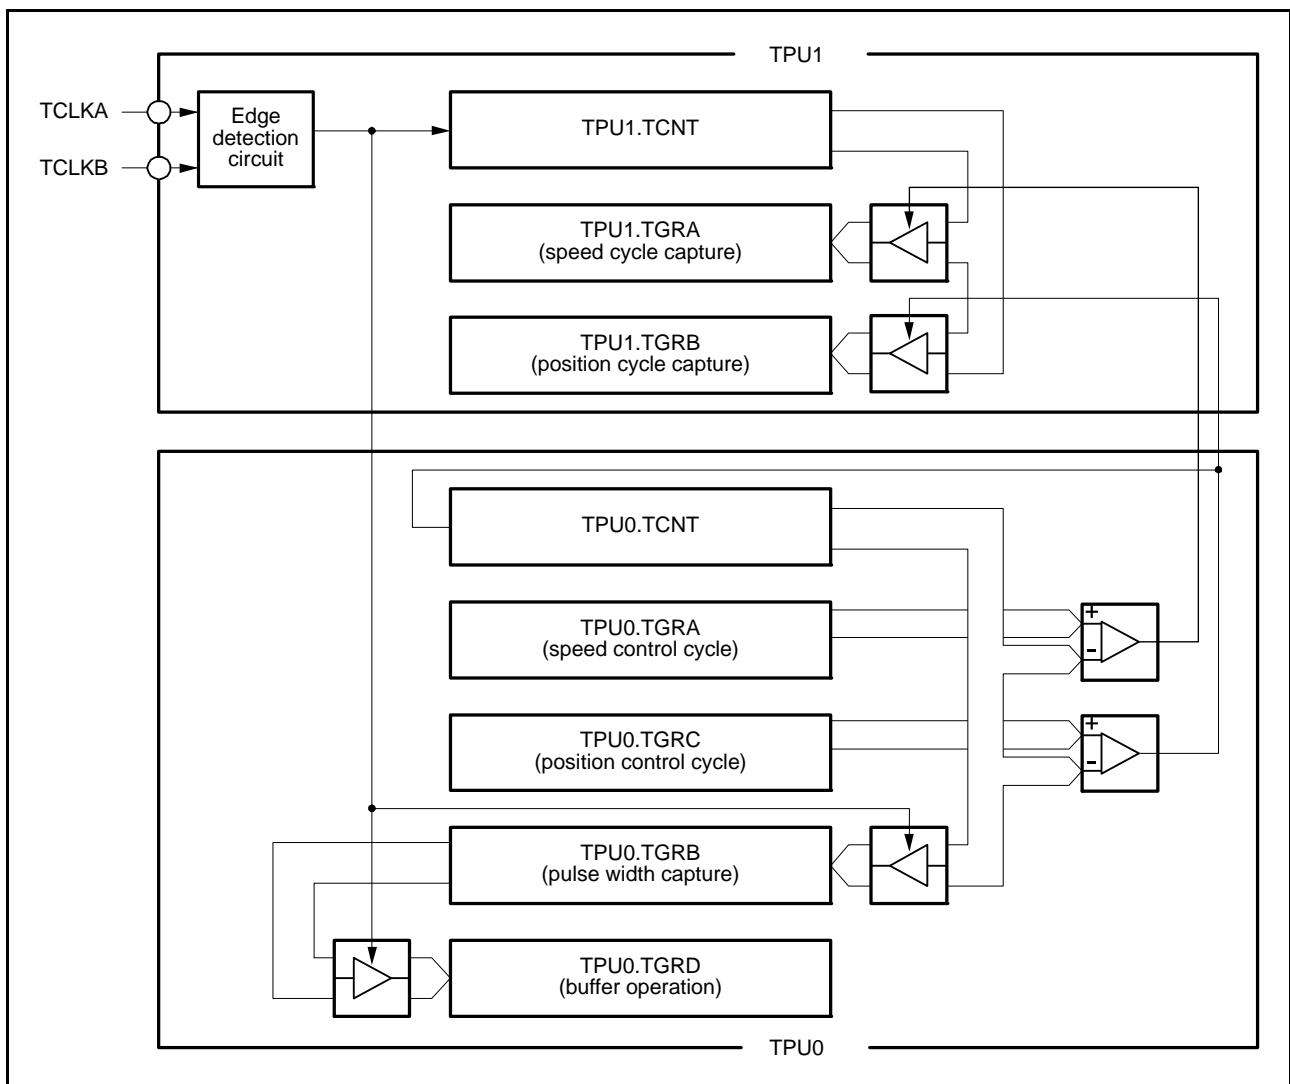 TPU1
TCLKA
TCLKB
Edge
detection
circuit
TPU1.TCNT
TPU1.TGRA
(speed cycle capture)
TPU1.TGRB
(position cycle capture)
TPU0.TCNT
TPU0.TGRA
(speed control cycle)
+
-
TPU0.TGRC
(position control cycle)
+
-
TPU0.TGRB
(pulse width capture)
TPU0.TGRD
(buffer operation)
TPU0